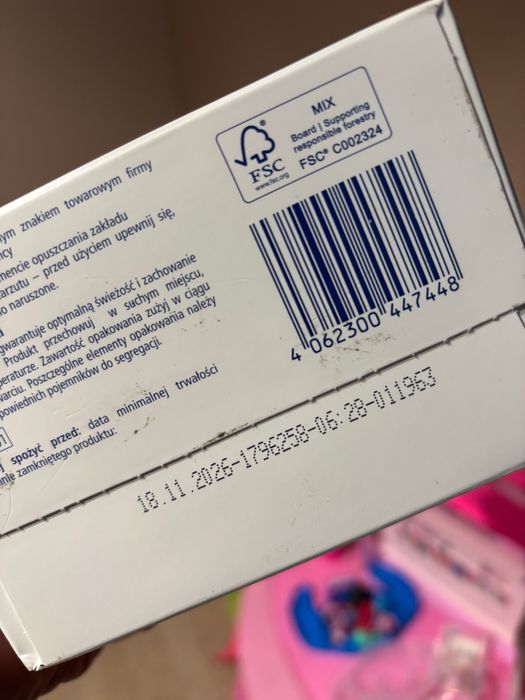 MIX
Board | Supporting
responsible forestry
FSC® C002324
FSC
www.fsc.org
ym znakiem towarowym firmy
mencie opuszczania zakładu
arzutu – przed użyciem upewnij się,
naruszone.
gwarantuje optymalną świeżość i zachowanie
Produkt przechowuj w suchym miejscu,
peraturze. Zawartość opakowania zużyj w ciągu
warciu. Poszczególne elementy opakowania należy
powiednich pojemników do segregacji.
4 062300 447448
spożyć przed: data minimalnej trwałości
nie zamkniętego produktu:
18.11.2026-1796258-06:28-011963